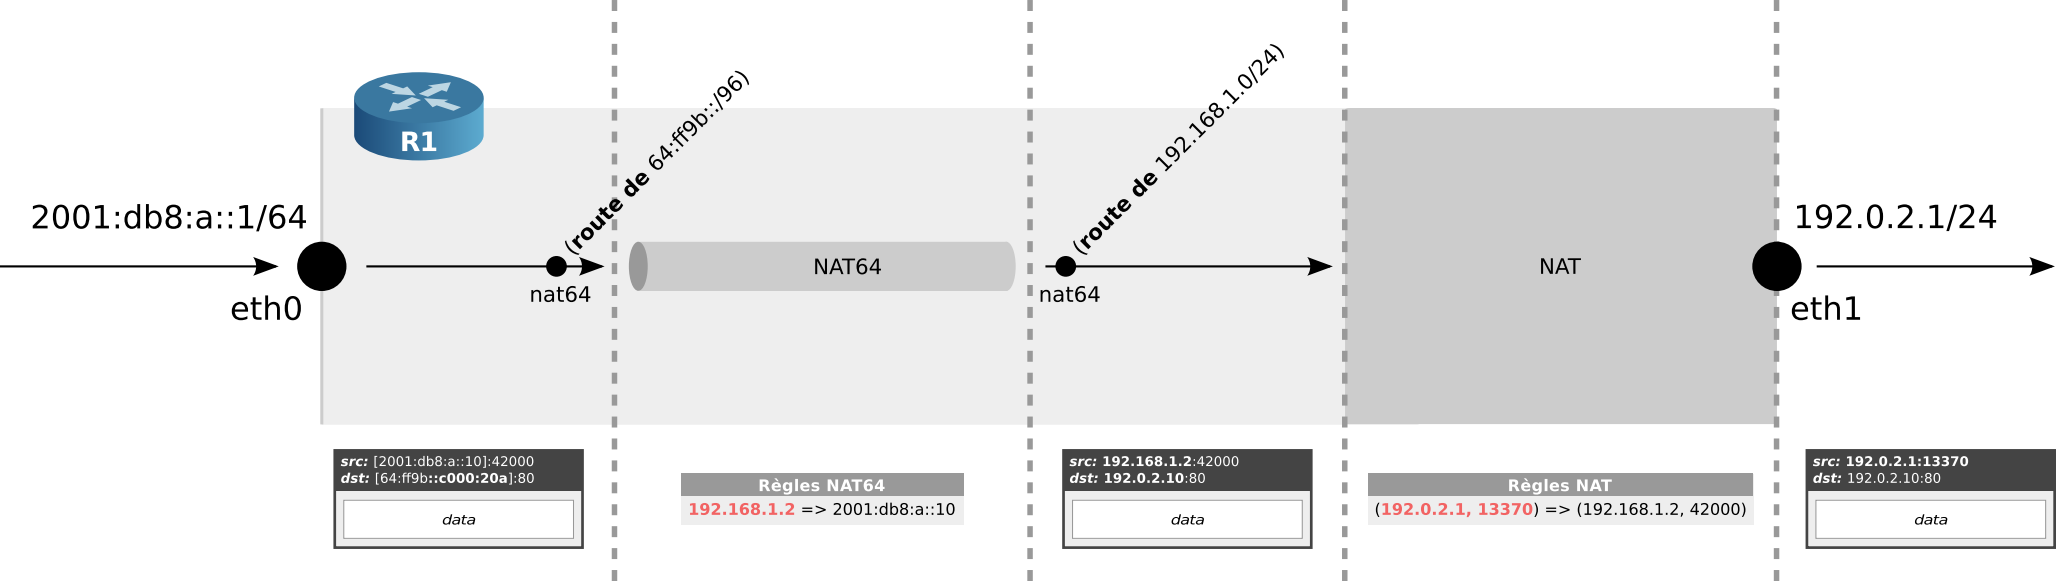 R1
(route de 64:ff9b::/96)
(route de 192.168.1.0/24)
2001:db8:a::1/64
eth0
nat64
NAT64
nat64
NAT
192.0.2.1/24
eth1
src: [2001:db8:a::10]:42000
dst: [64:ff9b::c000:20a]:80
data
Règles NAT64
192.168.1.2 => 2001:db8:a::10
src: 192.168.1.2:42000
dst: 192.0.2.10:80
data
Règles NAT
(192.0.2.1, 13370) => (192.168.1.2, 42000)
src: 192.0.2.1:13370
dst: 192.0.2.10:80
data